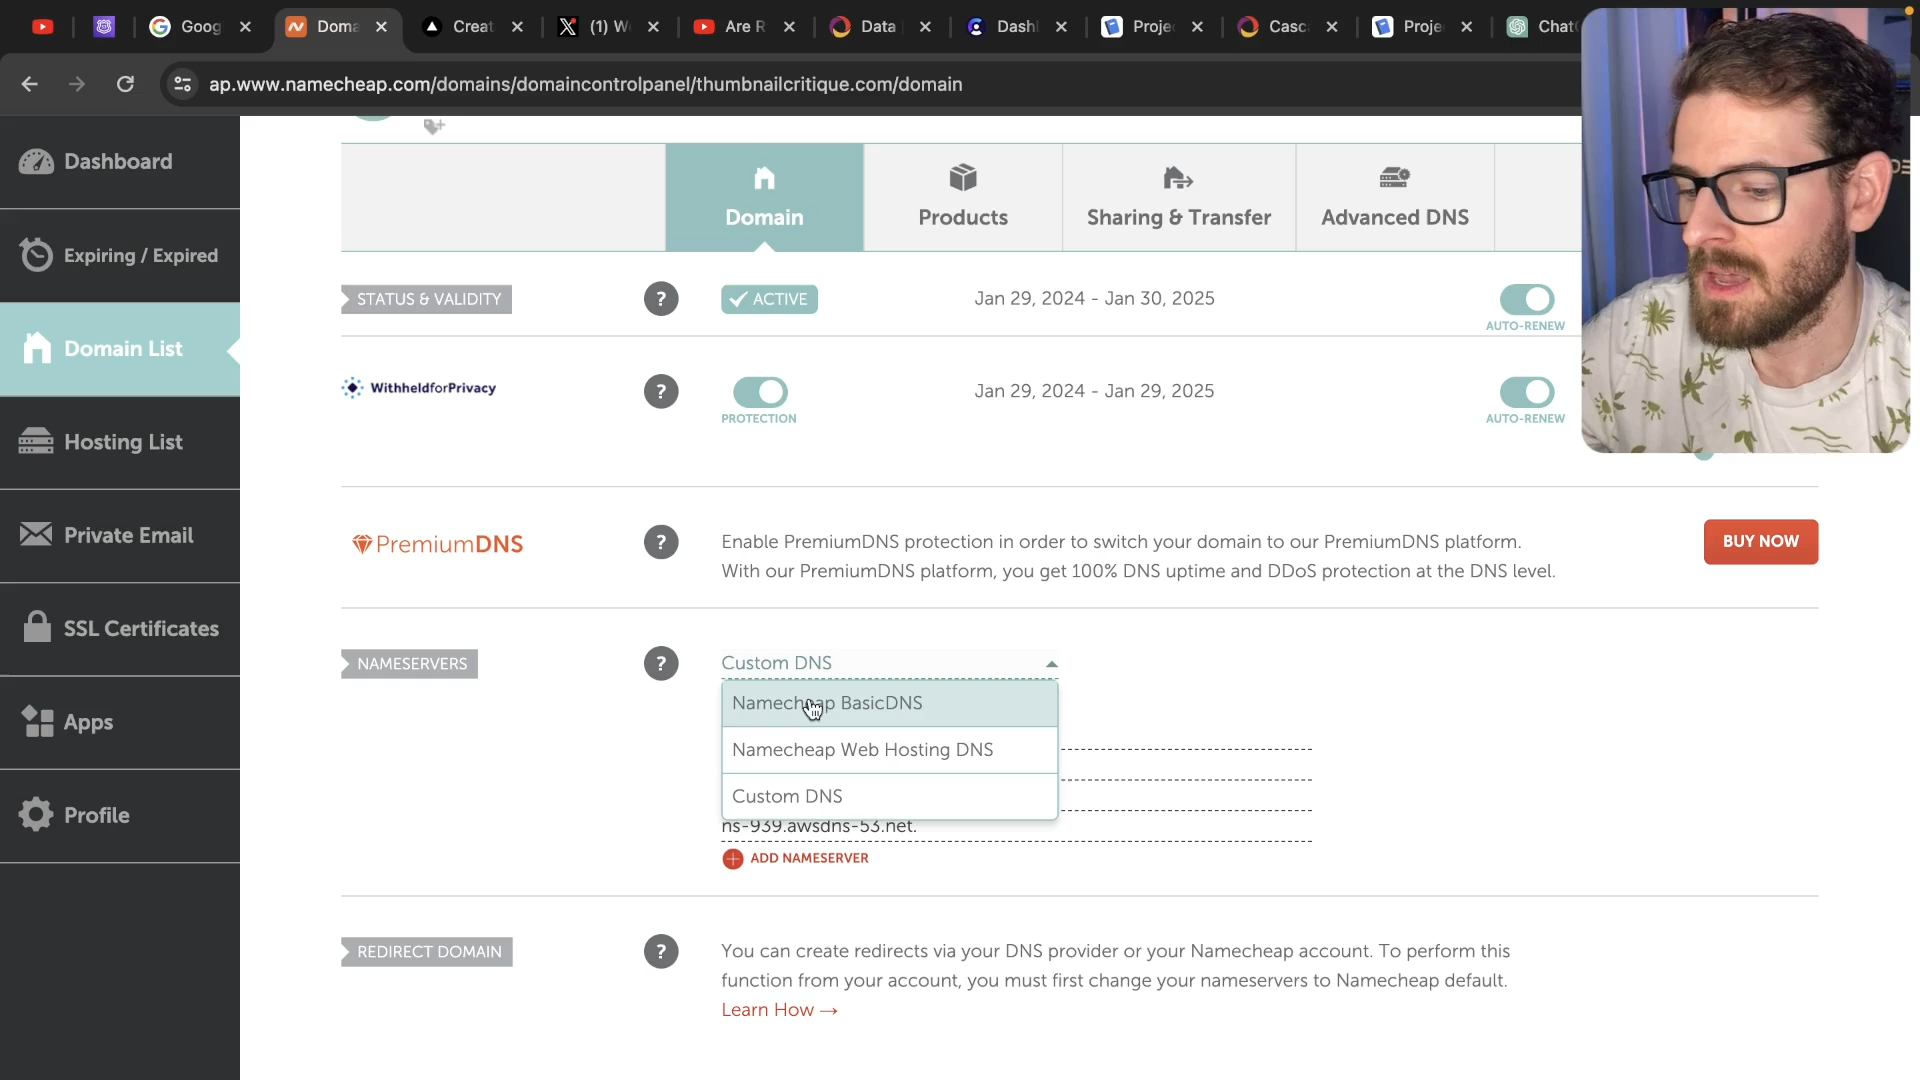 Goog
Doma
Creat
(1) W
Are R
Data
Dashl
Proje
Casc
Proje
Chat
ap.www.namecheap.com/domains/domaincontrolpanel/thumbnailcritique.com/domain
Dashboard
Expiring / Expired
Domain List
Hosting List
Private Email
SSL Certificates
Apps
Profile
Domain
Products
Sharing & Transfer
Advanced DNS
STATUS & VALIDITY
?
ACTIVE
Jan 29, 2024 - Jan 30, 2025
AUTO-RENEW
WithheldforPrivacy
?
PROTECTION
Jan 29, 2024 - Jan 29, 2025
AUTO-RENEW
PremiumDNS
?
Enable PremiumDNS protection in order to switch your domain to our PremiumDNS platform.
With our PremiumDNS platform, you get 100% DNS uptime and DDoS protection at the DNS level.
BUY NOW
NAMESERVERS
?
Custom DNS
Namecheap BasicDNS
Namecheap Web Hosting DNS
Custom DNS
ns-939.awsdns-53.net.
ADD NAMESERVER
REDIRECT DOMAIN
?
You can create redirects via your DNS provider or your Namecheap account. To perform this
function from your account, you must first change your nameservers to Namecheap default.
Learn How →